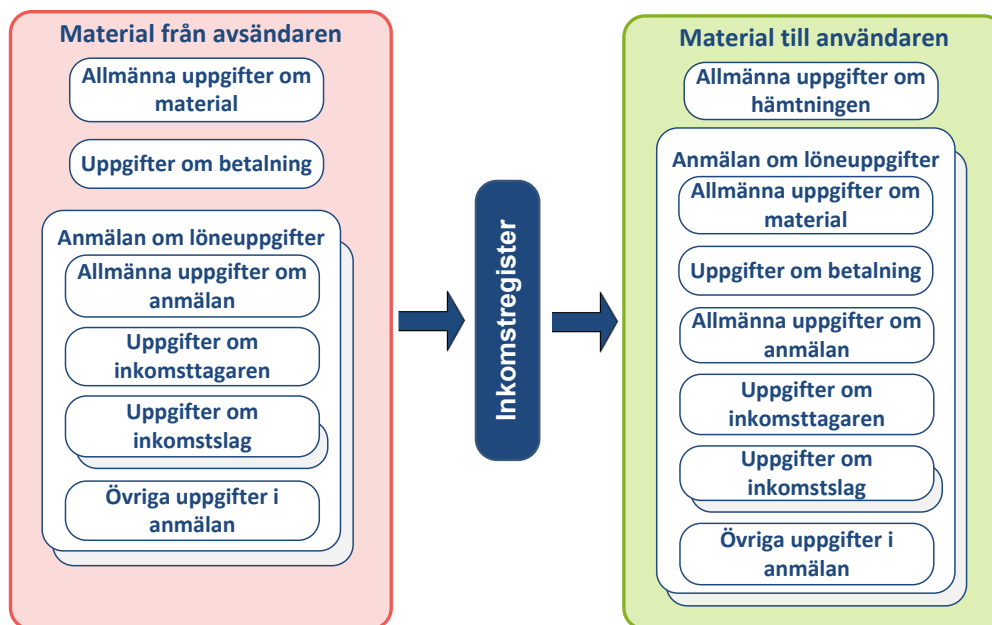 Material från avsändaren
Allmänna uppgifter om
material
Uppgifter om betalning
Anmälan om löneuppgifter
Allmänna uppgifter om
anmälan
Uppgifter om
inkomsttagaren
Uppgifter om
inkomstslag
Övriga uppgifter i
anmälan
Inkomstregister
Material till användaren
Allmänna uppgifter om
hämtningen
Anmälan om löneuppgifter
Allmänna uppgifter om
material
Uppgifter om betalning
Allmänna uppgifter om
anmälan
Uppgifter om
inkomsttagaren
Uppgifter om
inkomstslag
Övriga uppgifter i
anmälan